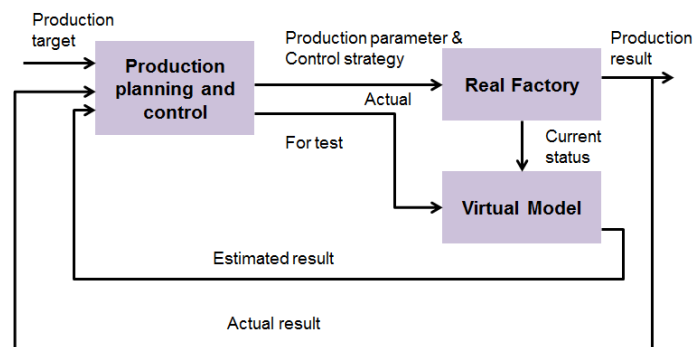 Production
target
Production
planning and
control
Production parameter &
Control strategy
Actual
For test
Real Factory
Production
result
Current
status
Virtual Model
Estimated result
Actual result